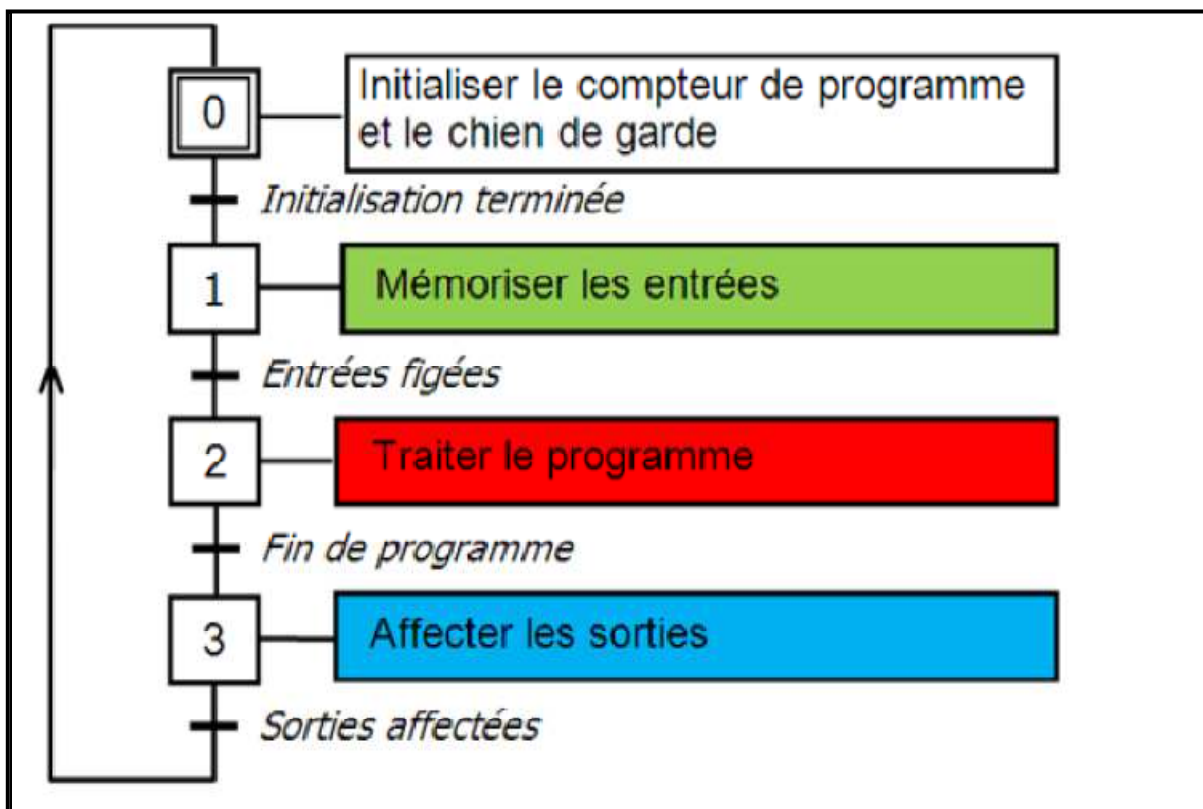 0
Initialiser le compteur de programme
et le chien de garde
Initialisation terminée
1
Mémoriser les entrées
Entrées figées
2
Traiter le programme
Fin de programme
3
Affecter les sorties
Sorties affectées